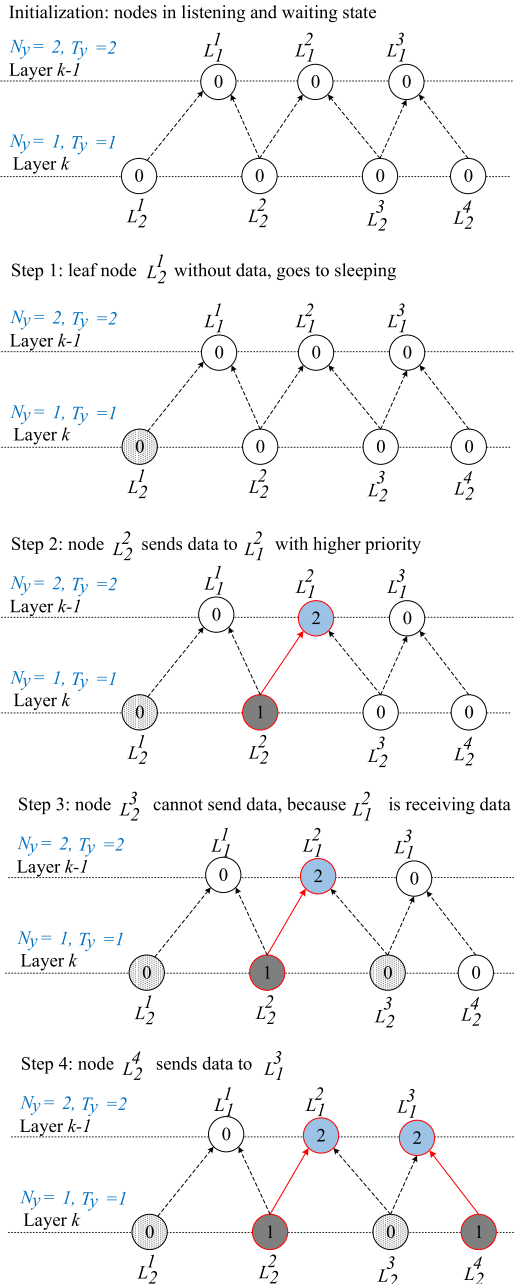 Initialization: nodes in listening and waiting state
Ny= 2, Ty=2
Layer k-1
L₁¹ L₁² L₁³
0 0 0
Ny= 1, Ty=1
Layer k
0 0 0 0
L₂¹ L₂² L₂³ L₂⁴
Step 1: leaf node L₂¹ without data, goes to sleeping
Ny= 2, Ty=2
Layer k-1
L₁¹ L₁² L₁³
0 0 0
Ny= 1, Ty=1
Layer k
0 0 0 0
L₂¹ L₂² L₂³ L₂⁴
Step 2: node L₂² sends data to L₁² with higher priority
Ny= 2, Ty=2
Layer k-1
L₁¹ L₁² L₁³
0 2 0
Ny= 1, Ty=1
Layer k
0 1 0 0
L₂¹ L₂² L₂³ L₂⁴
Step 3: node L₂³ cannot send data, because L₁² is receiving data
Ny= 2, Ty=2
Layer k-1
L₁¹ L₁² L₁³
0 2 0
Ny= 1, Ty=1
Layer k
0 1 0 0
L₂¹ L₂² L₂³ L₂⁴
Step 4: node L₂⁴ sends data to L₁³
Ny= 2, Ty=2
Layer k-1
L₁¹ L₁² L₁³
0 2 2
Ny= 1, Ty=1
Layer k
0 1 0 1
L₂¹ L₂² L₂³ L₂⁴